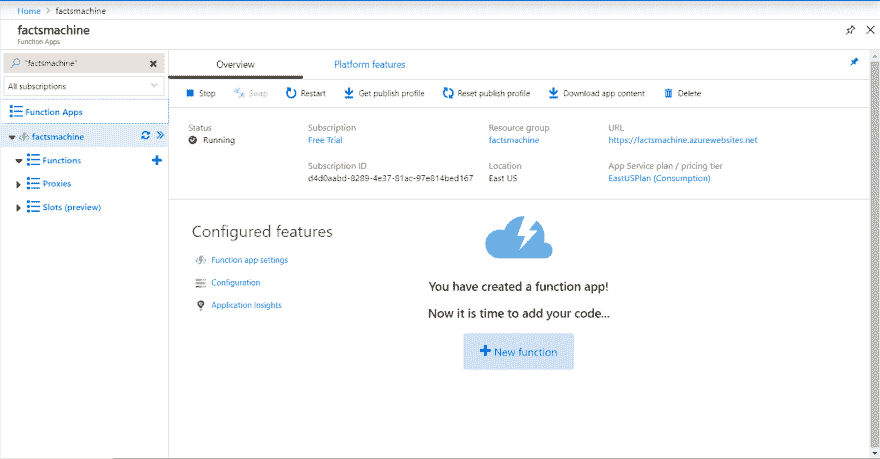 Home > factsmachine
factsmachine
Function Apps
"factsmachine"
All subscriptions
Function Apps
factsmachine
Functions
Proxies
Slots (preview)
Overview
Platform features
Stop
Swap
Restart
Get publish profile
Reset publish profile
Download app content
Delete
Status
Running
Subscription
Free Trial
Resource group
factsmachine
URL
https://factsmachine.azurewebsites.net
Subscription ID
d4d0aabd-8289-4e37-81ac-97e814bed167
Location
East US
App Service plan / pricing tier
EastUSPlan (Consumption)
Configured features
Function app settings
Configuration
Application Insights
You have created a function app!
Now it is time to add your code...
New function